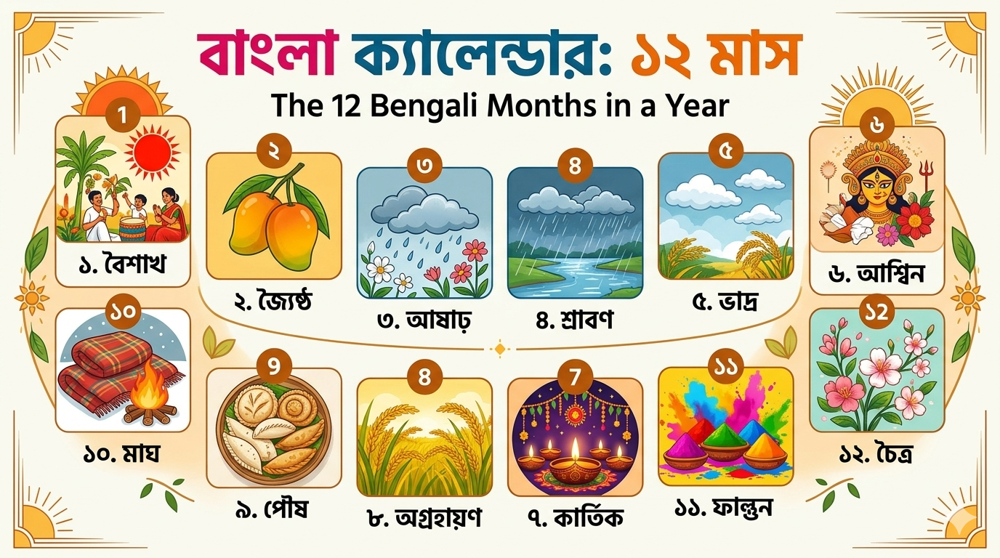 বাংলা ক্যালেন্ডার: ১২ মাস
The 12 Bengali Months in a Year
1
১. বৈশাখ
২
২. জ্যৈষ্ঠ
৩
৩. আষাঢ়
8
৪. শ্রাবণ
৫
৫. ভাদ্র
৬
৬. আশ্বিন
১০
১০. মাঘ
9
৯. পৌষ
8
৮. অগ্রহায়ণ
7
৭. কার্তিক
১১
১১. ফাল্গুন
১২
১২. চৈত্র